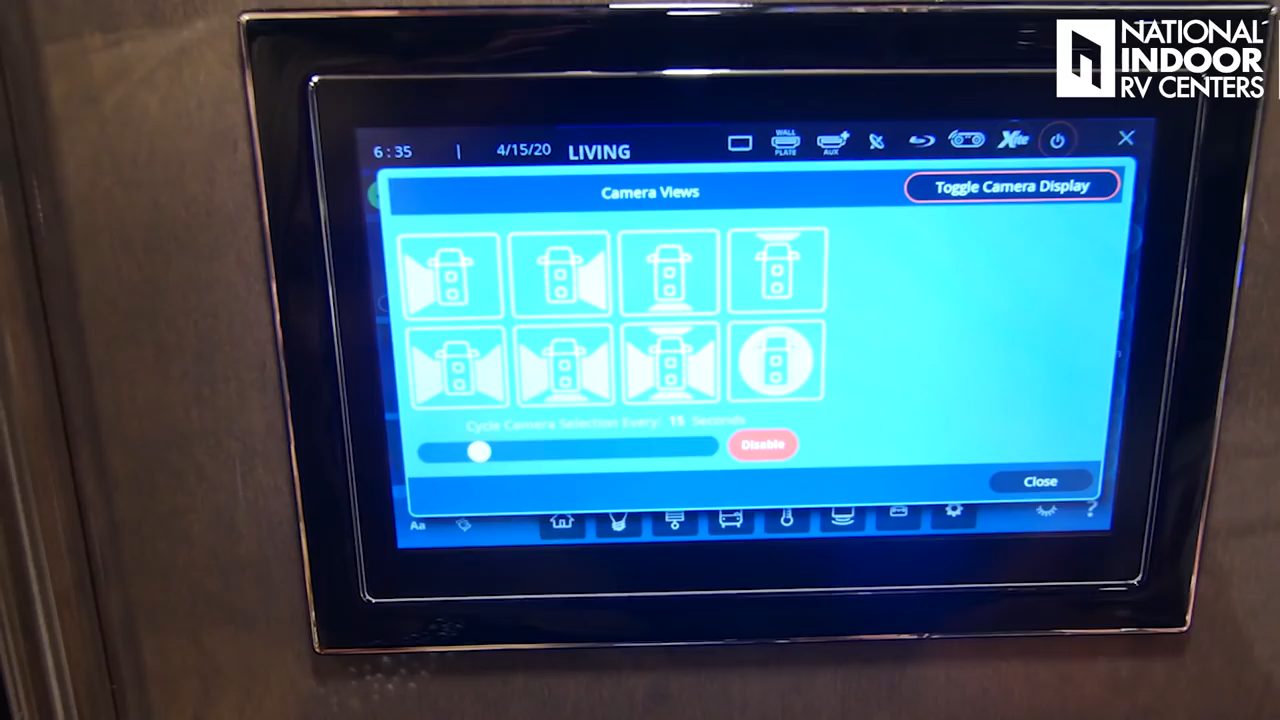 NATIONAL
INDOOR
RV CENTERS
6:35 | 4/15/20 LIVING
WALL
PLATE
AUX
Xite
Camera Views
Toggle Camera Display
Cycle Camera Selection Every: 15 Seconds
Disable
Close
Aa
?